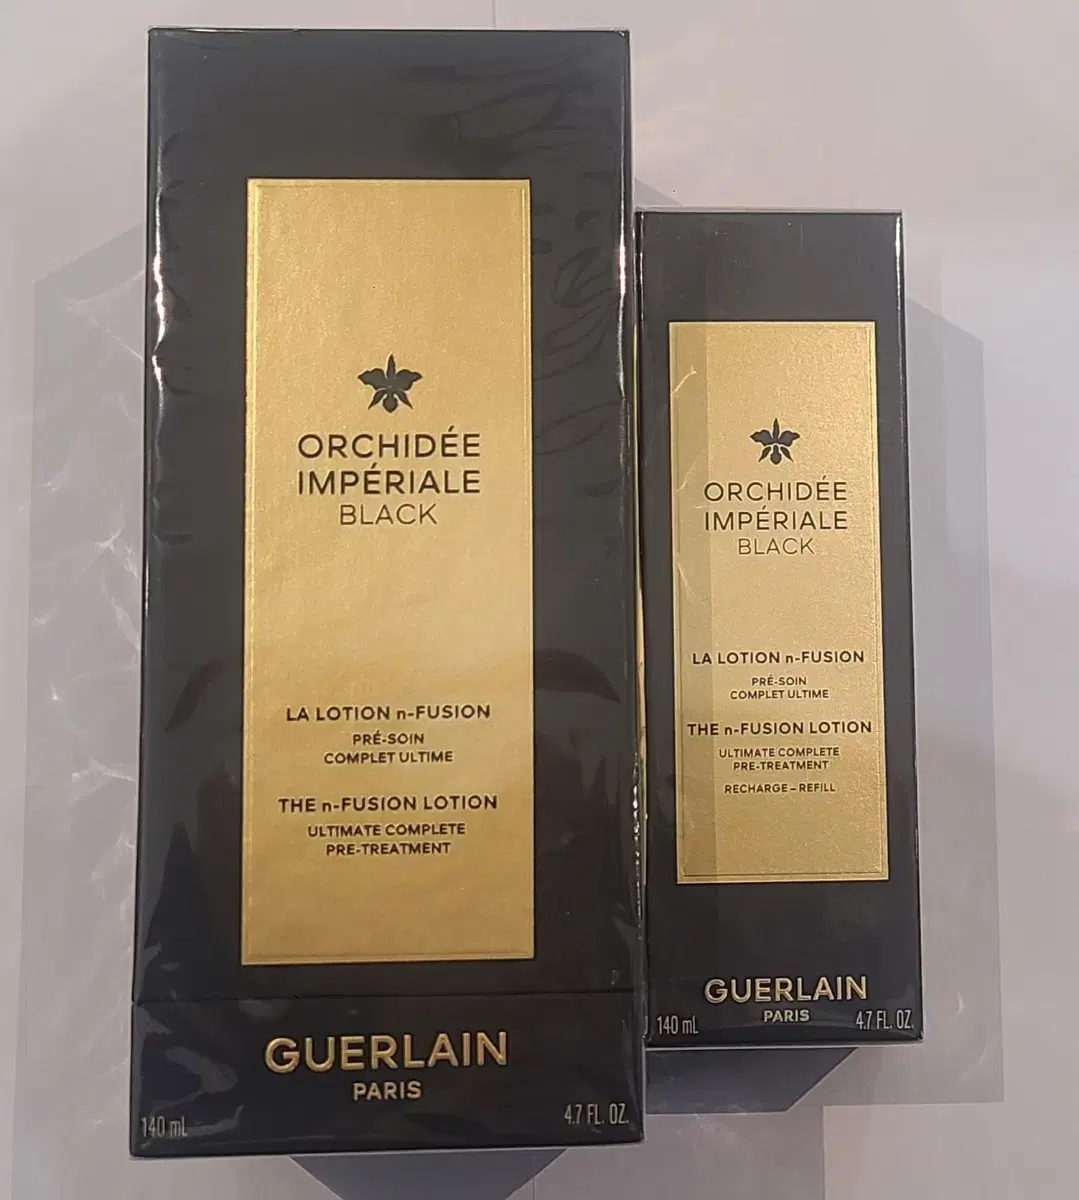 ORCHIDÉE
IMPÉRIALE
BLACK
LA LOTION n-FUSION
PRÉ-SOIN
COMPLET ULTIME
THE n-FUSION LOTION
ULTIMATE COMPLETE
PRE-TREATMENT
GUERLAIN
PARIS
140 mL
4.7 FL. OZ.
ORCHIDÉE
IMPÉRIALE
BLACK
LA LOTION n-FUSION
PRÉ-SOIN
COMPLET ULTIME
THE n-FUSION LOTION
ULTIMATE COMPLETE
PRE-TREATMENT
RECHARGE – REFILL
GUERLAIN
PARIS
140 mL
4.7 FL. OZ.